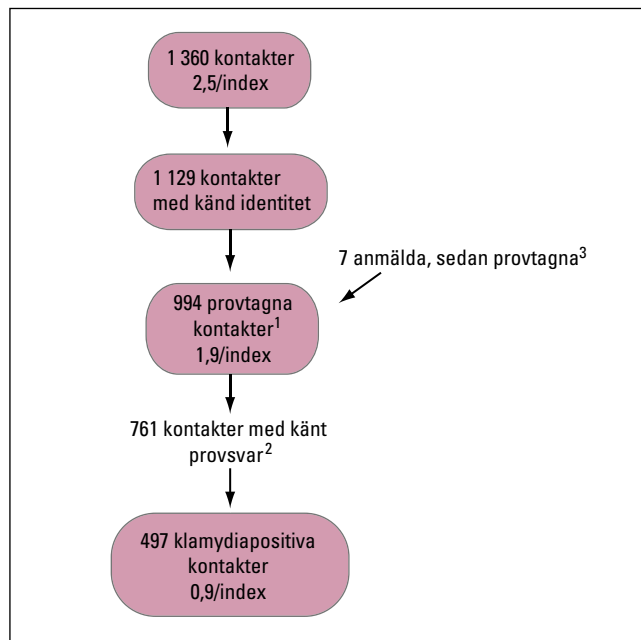 1 360 kontakter
2,5/index
1 129 kontakter
med känd identitet
7 anmälda, sedan provtagna³
994 provtagna
kontakter¹
1,9/index
761 kontakter med känt
provsvar²
497 klamydiapositiva
kontakter
0,9/index